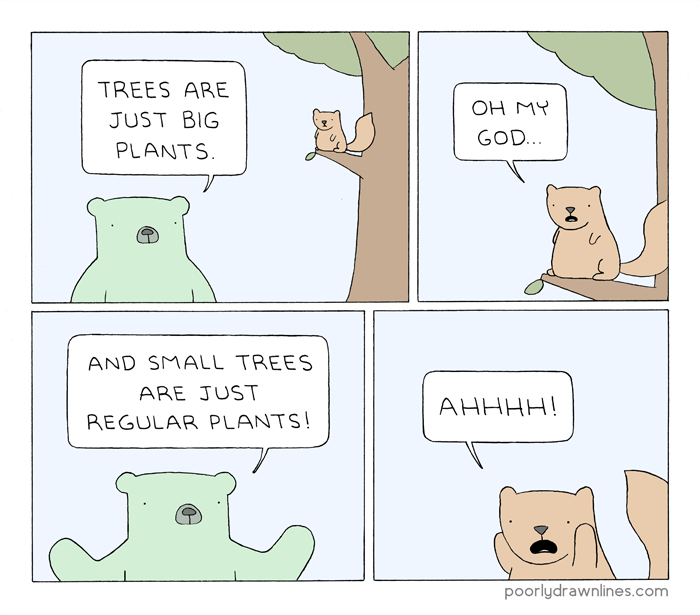 TREES ARE
JUST BIG
PLANTS.
OH MY
GOD...
AND SMALL TREES
ARE JUST
REGULAR PLANTS!
AHHHH!
poorlydrawnlines.com